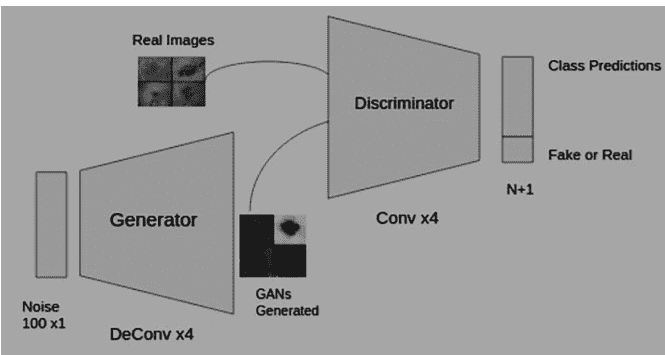 Real Images
Discriminator
Class Predictions
Fake or Real
N+1
Conv x4
Generator
GANs
Generated
Noise
100 x1
DeConv x4